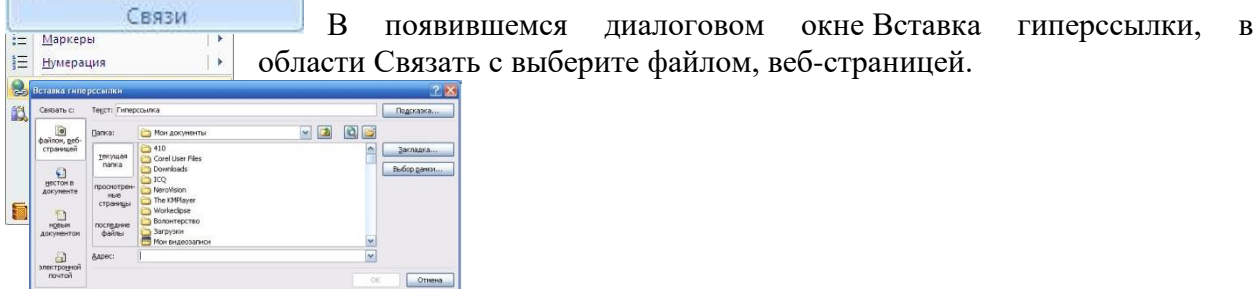 Связи
В появившемся диалоговом окне Вставка гиперссылки, в
области Связать с выберите файлом, веб-страницей.
Маркеры
Нумерация
Вставка гиперссылки
Связать с:
Текст: Гиперссылка
Подсказка...
файлом, веб-
страницей
Папка:
Мои документы
текущая
папка
410
Corel User Files
Downloads
ICQ
NeroVision
The KMPlayer
Workeclipse
Волонтерство
Загрузки
Мои видеозаписи
Закладка...
Выбор рамки...
местом в
документе
просмотрен-
ные
страницы
новым
документом
последние
файлы
электронной
почтой
Адрес:
OK
Отмена